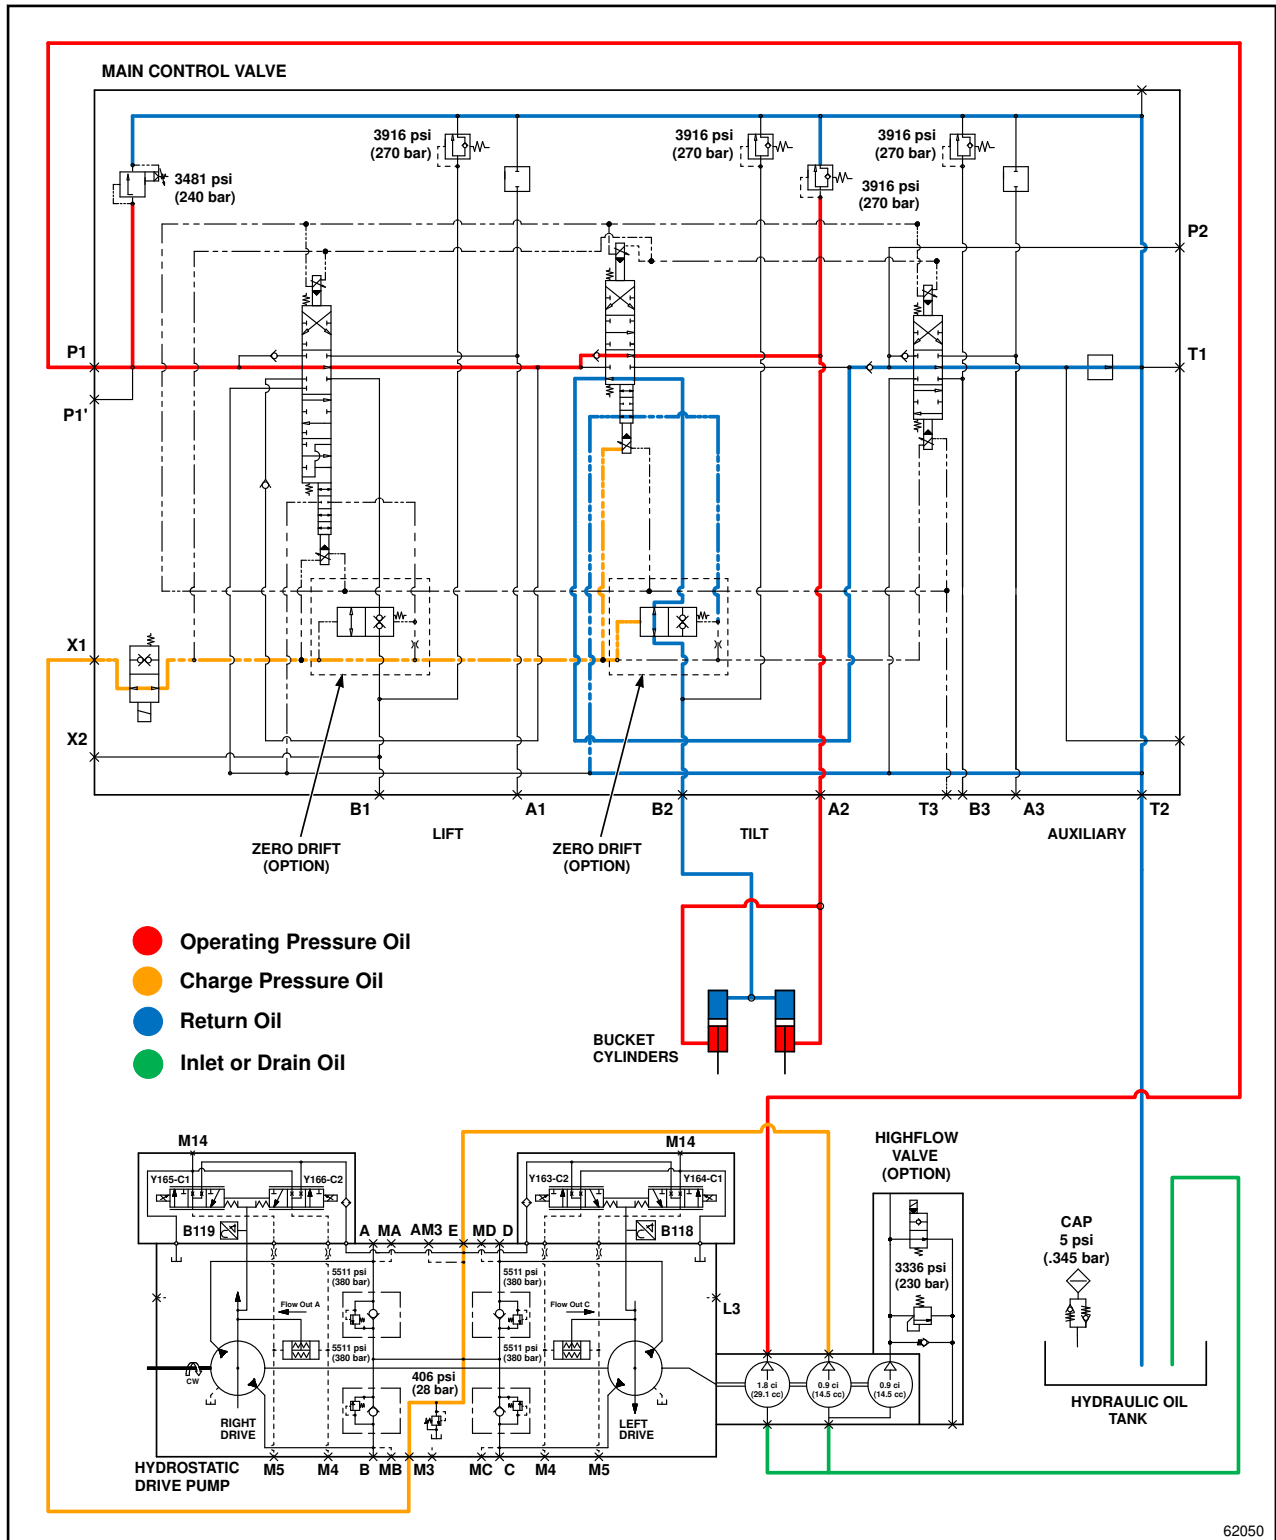 MAIN CONTROL VALVE
3916 psi
(270 bar)
3916 psi
(270 bar)
3916 psi
(270 bar)
3481 psi
(240 bar)
3916 psi
(270 bar)
P2
P1
T1
P1'
X1
X2
B1
A1
B2
A2
T3
B3
A3
T2
LIFT
TILT
AUXILIARY
ZERO DRIFT
(OPTION)
ZERO DRIFT
(OPTION)
Operating Pressure Oil
Charge Pressure Oil
Return Oil
Inlet or Drain Oil
BUCKET
CYLINDERS
M14
M14
HIGHFLOW
VALVE
(OPTION)
Y165-C1
Y166-C2
Y163-C2
Y164-C1
B119
A
MA
AM3
E
MD
D
B118
CAP
5 psi
(.345 bar)
5511 psi
(380 bar)
5511 psi
(380 bar)
3336 psi
(230 bar)
Flow Out A
Flow Out C
L3
5511 psi
(380 bar)
5511 psi
(380 bar)
CW
406 psi
(28 bar)
1.8 ci
(29.1 cc)
0.9 ci
(14.5 cc)
0.9 ci
(14.5 cc)
RIGHT
DRIVE
LEFT
DRIVE
HYDRAULIC OIL
TANK
HYDROSTATIC
DRIVE PUMP
M5
M4
B
MB
M3
MC
C
M4
M5
62050